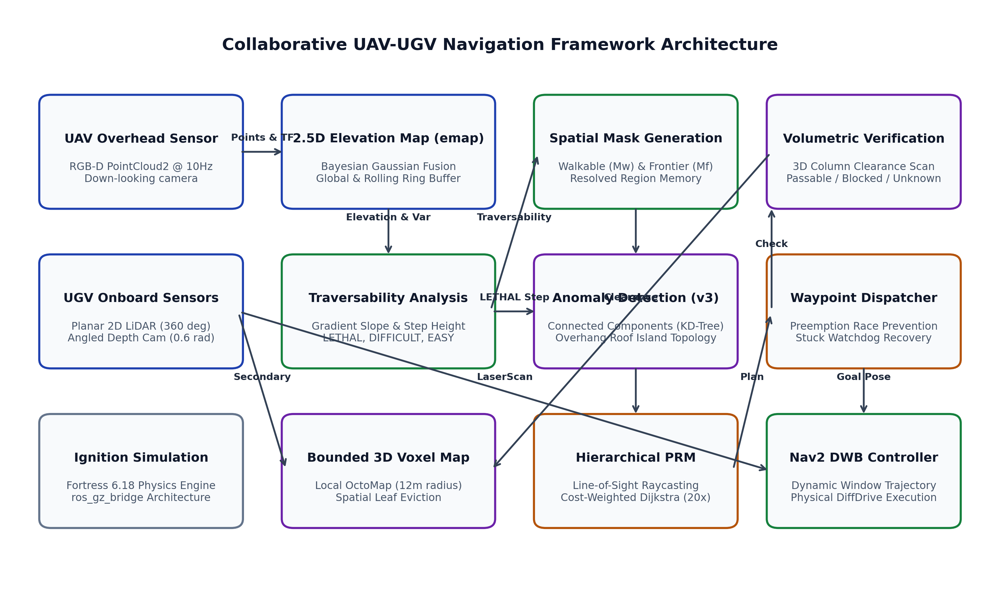 Collaborative UAV-UGV Navigation Framework Architecture
UAV Overhead Sensor
RGB-D PointCloud2 @ 10Hz
Down-looking camera
Points & TF
2.5D Elevation Map (emap)
Bayesian Gaussian Fusion
Global & Rolling Ring Buffer
Spatial Mask Generation
Walkable (Mw) & Frontier (Mf)
Resolved Region Memory
Volumetric Verification
3D Column Clearance Scan
Passable / Blocked / Unknown
Elevation & Var
Traversability
Check
UGV Onboard Sensors
Planar 2D LiDAR (360 deg)
Angled Depth Cam (0.6 rad)
Traversability Analysis
Gradient Slope & Step Height
LETHAL, DIFFICULT, EASY
LETHAL Step
Anomaly Detection (v3)
Clearance
Connected Components (KD-Tree)
Overhang Roof Island Topology
Waypoint Dispatcher
Preemption Race Prevention
Stuck Watchdog Recovery
Secondary
LaserScan
Plan
Goal Pose
Ignition Simulation
Fortress 6.18 Physics Engine
ros_gz_bridge Architecture
Bounded 3D Voxel Map
Local OctoMap (12m radius)
Spatial Leaf Eviction
Hierarchical PRM
Line-of-Sight Raycasting
Cost-Weighted Dijkstra (20x)
Nav2 DWB Controller
Dynamic Window Trajectory
Physical DiffDrive Execution